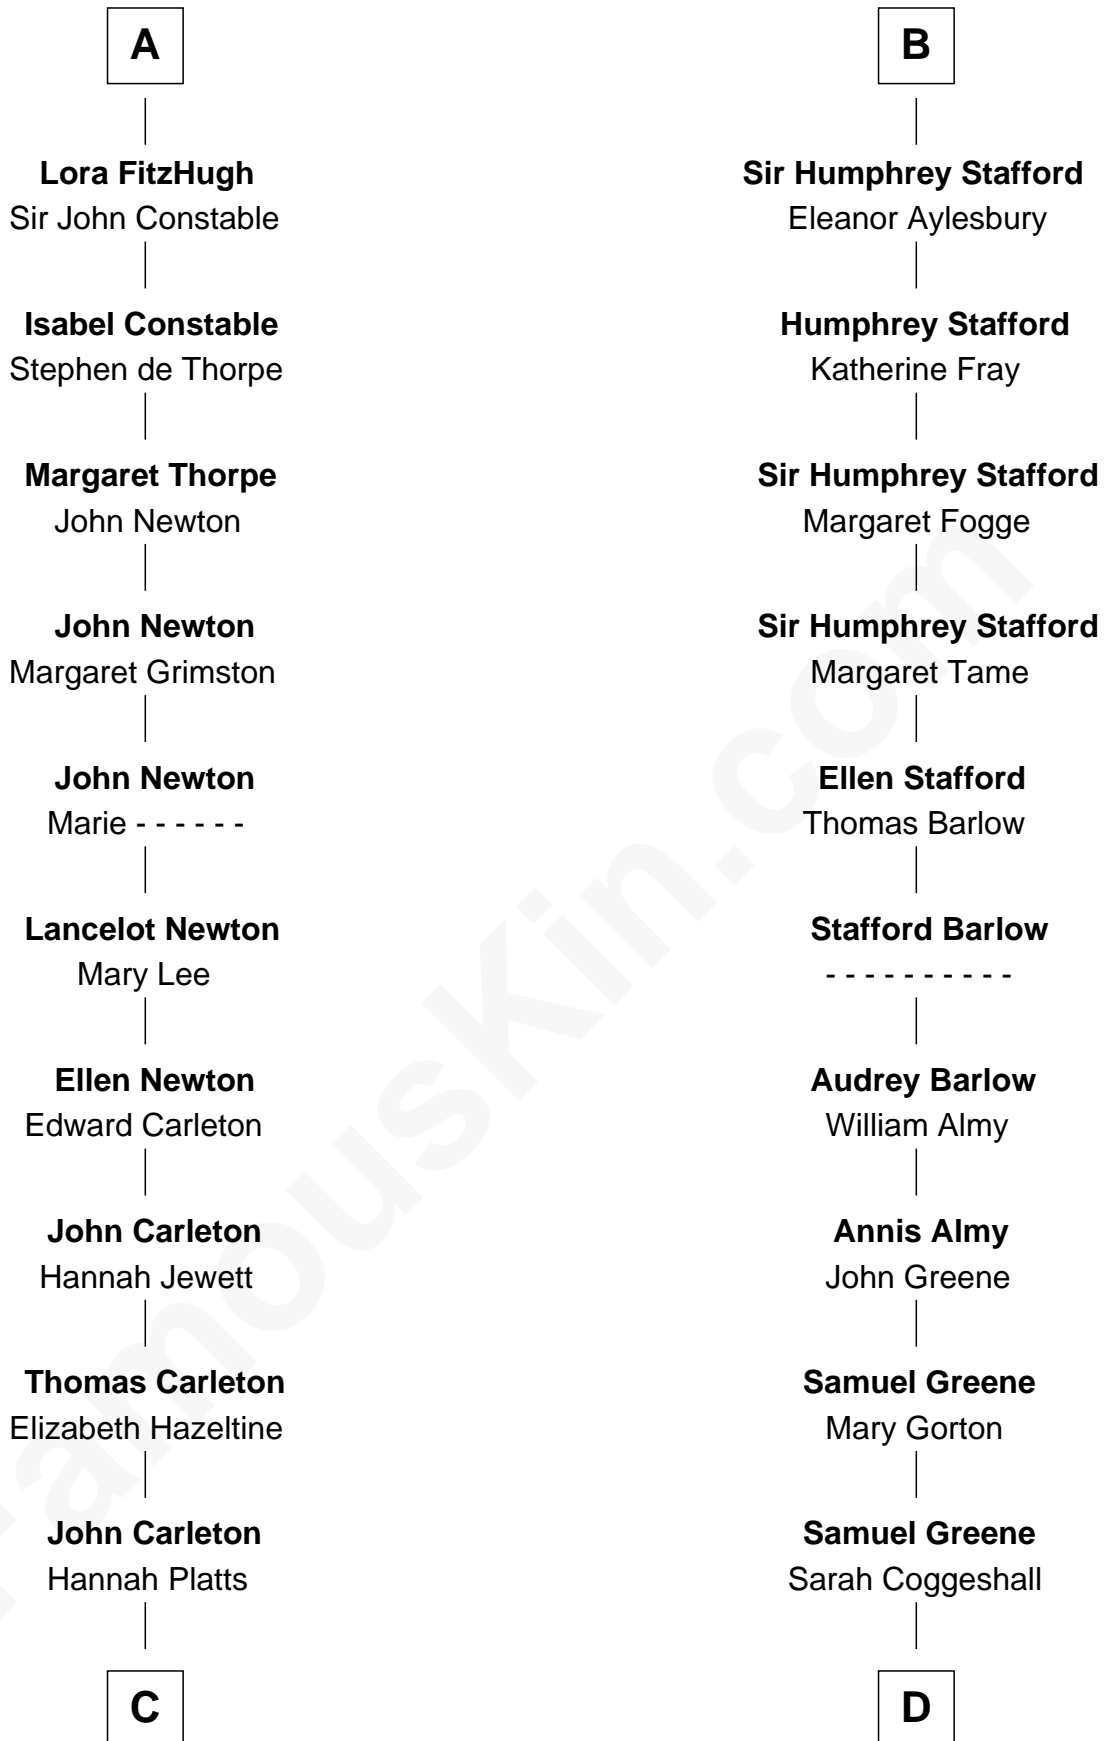 A
Lora FitzHugh
Sir John Constable
Isabel Constable
Stephen de Thorpe
Margaret Thorpe
John Newton
John Newton
Margaret Grimston
John Newton
Marie - - - - - -
Lancelot Newton
Mary Lee
Ellen Newton
Edward Carleton
John Carleton
Hannah Jewett
Thomas Carleton
Elizabeth Hazeltine
John Carleton
Hannah Platts
C
B
Sir Humphrey Stafford
Eleanor Aylesbury
Humphrey Stafford
Katherine Fray
Sir Humphrey Stafford
Margaret Fogge
Sir Humphrey Stafford
Margaret Tame
Ellen Stafford
Thomas Barlow
Stafford Barlow
- - - - - - - - - -
Audrey Barlow
William Almy
Annis Almy
John Greene
Samuel Greene
Mary Gorton
Samuel Greene
Sarah Coggeshall
D
FamousKin.com